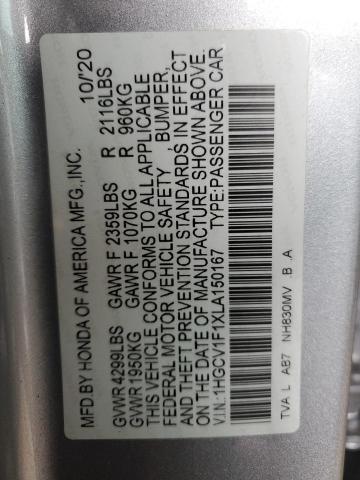 MFD.BY HONDA OF AMERICA MFG.,INC. 10/'20
GVWR 4299LBS GAWR F 2359LBS R 2116LBS
GVWR 1950KG GAWR F 1070KG R 960KG
THIS VEHICLE CONFORMS TO ALL APPLICABLE
FEDERAL MOTOR VEHICLE SAFETY, BUMPER,
AND THEFT PREVENTION STANDARDS IN EFFECT
ON THE DATE OF MANUFACTURE SHOWN ABOVE.
V.I.N.:1HGCV1F1XLA150167 TYPE:PASSENGER CAR
TVA L AB7 NH830MV B .A